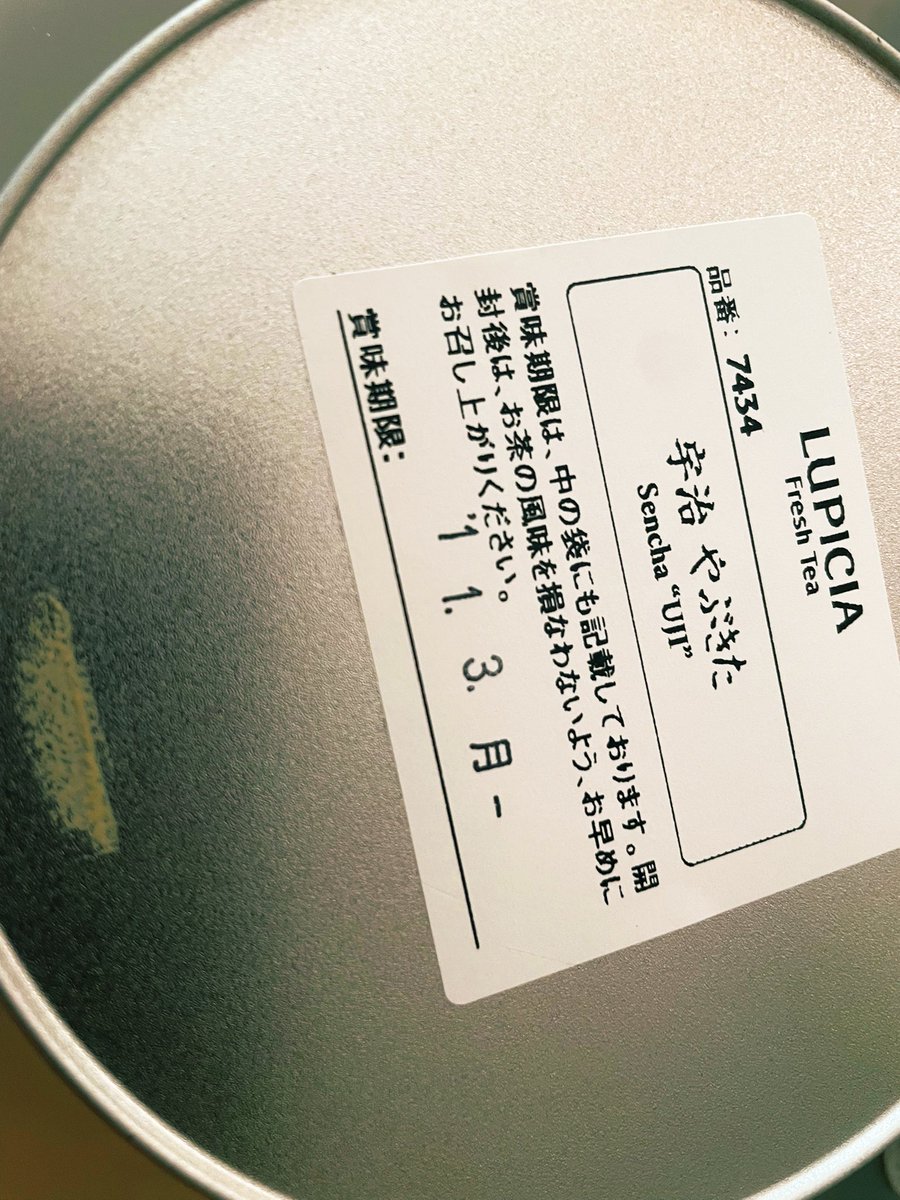 LUPICIA
Fresh Tea
品番: 7434
宇治 やぶきた
Sencha “UJI”
賞味期限は、中の袋にも記載しております。開
封後は、お茶の風味を損なわないよう、お早めに
お召し上がりください。
賞味期限: '11. 3. 月-